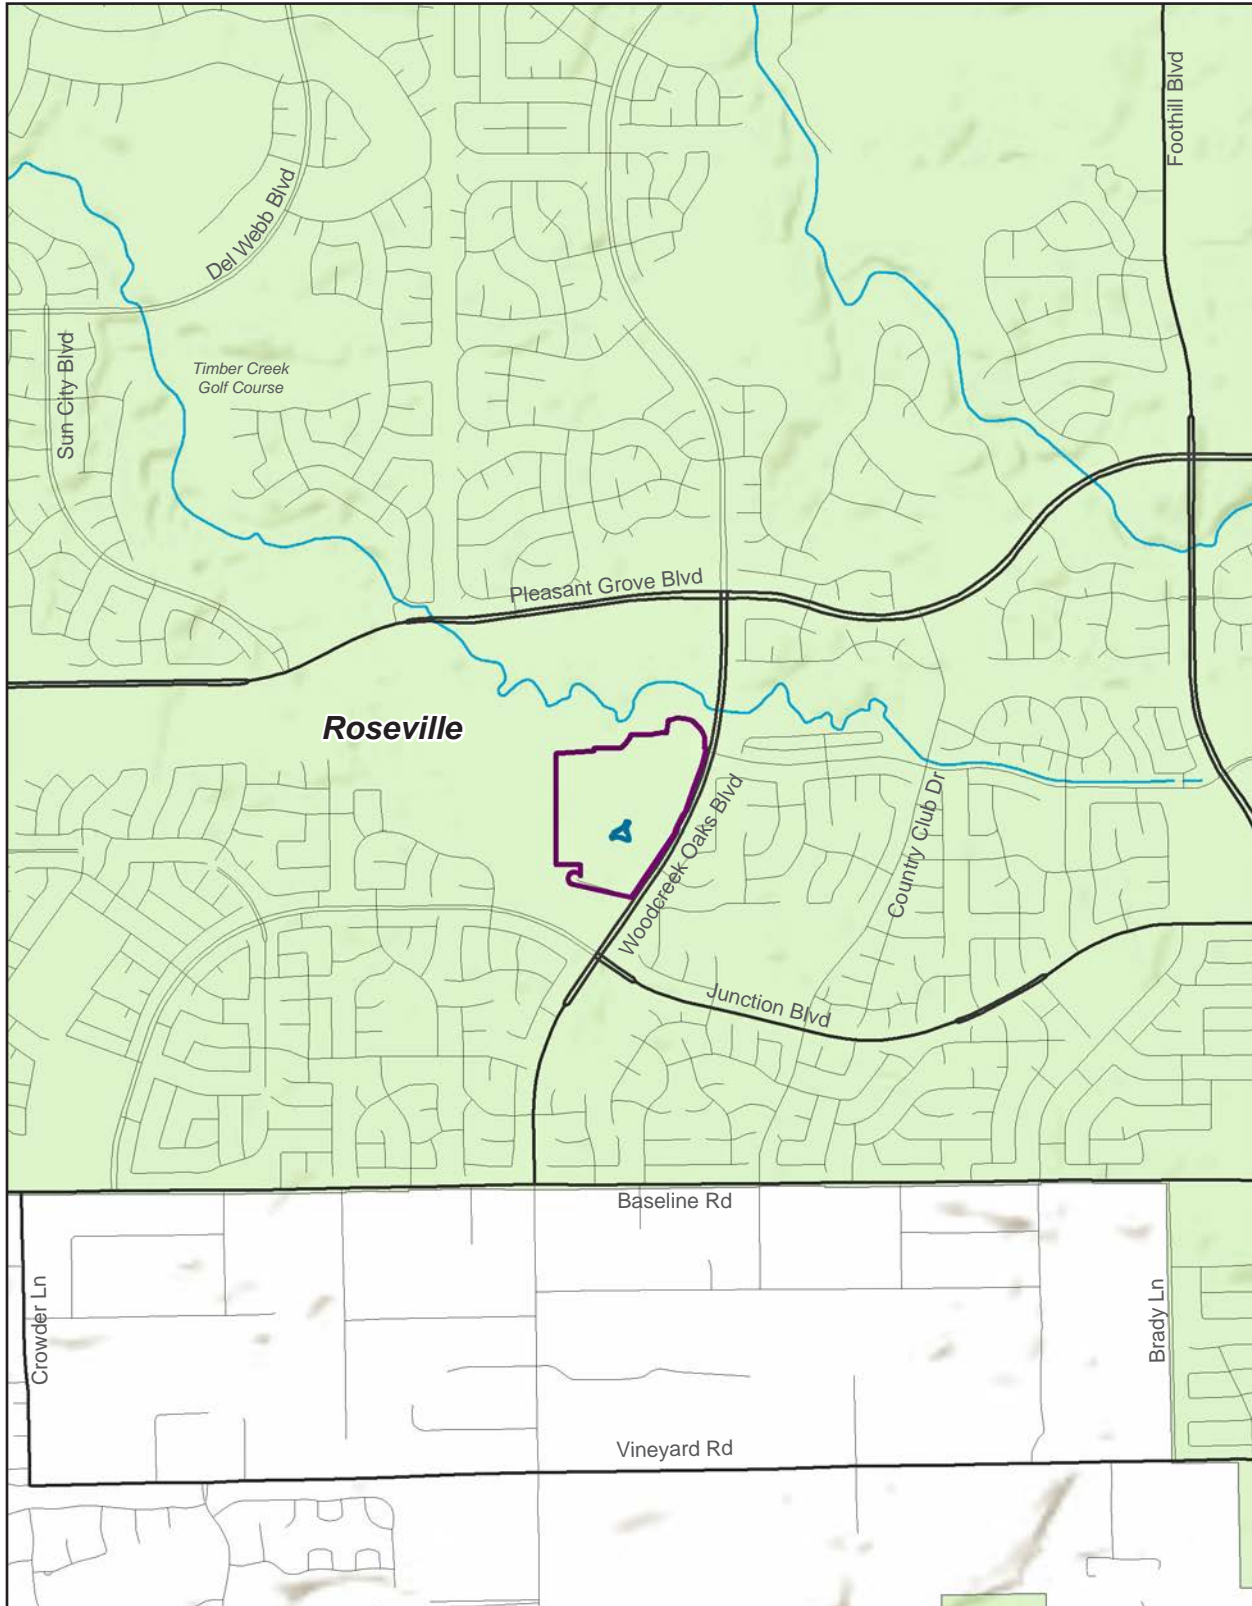 Foothill Blvd
Del Webb Blvd
Sun City Blvd
Timber Creek
Golf Course
Pleasant Grove Blvd
Roseville
Woodcreek Oaks Blvd
Country Club Dr
Junction Blvd
Baseline Rd
Crowder Ln
Brady Ln
Vineyard Rd